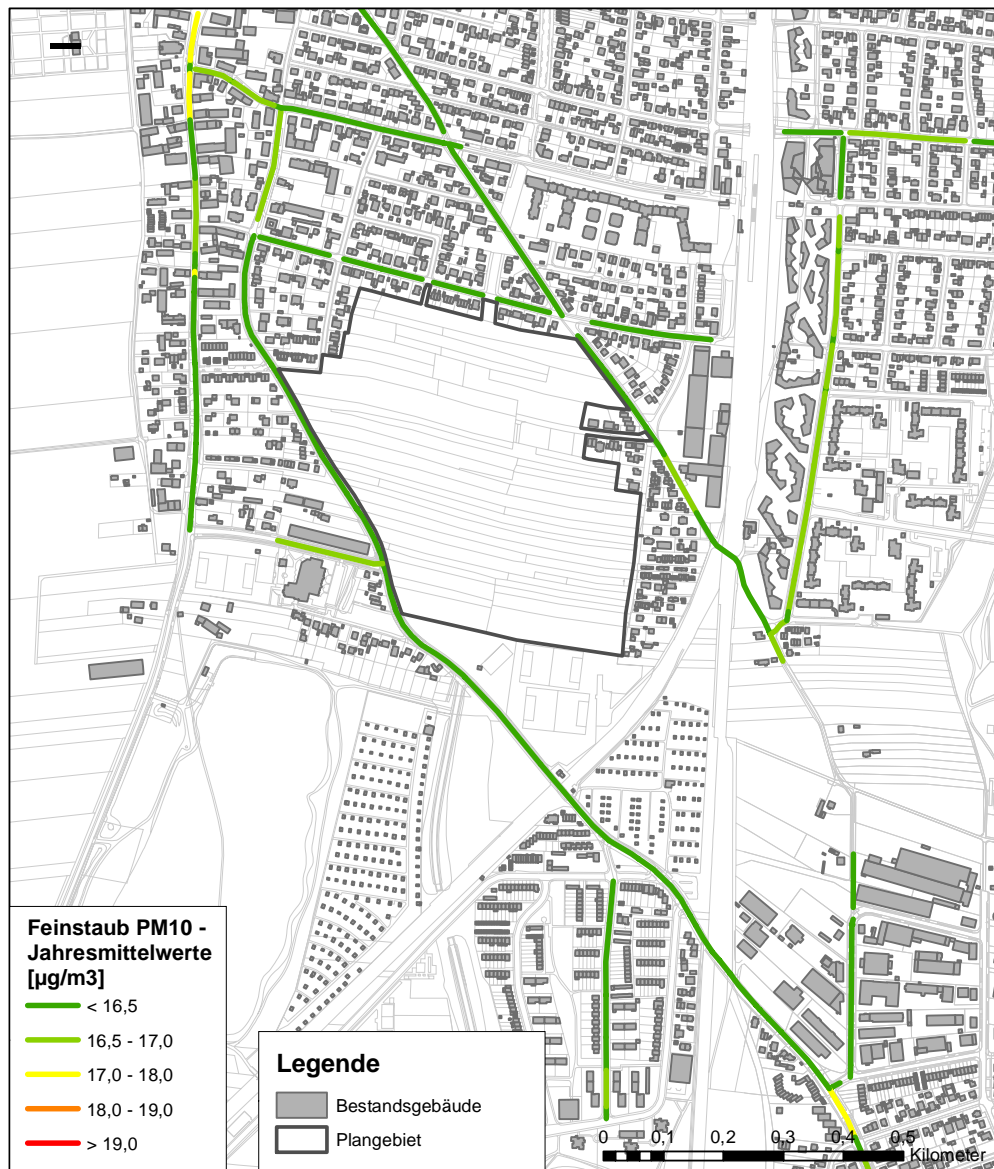 Feinstaub PM10 -
Jahresmittelwerte
[µg/m3]
< 16,5
16,5 - 17,0
17,0 - 18,0
18,0 - 19,0
> 19,0
Legende
Bestandsgebäude
Plangebiet
0 0,1 0,2 0,3 0,4 0,5
Kilometer